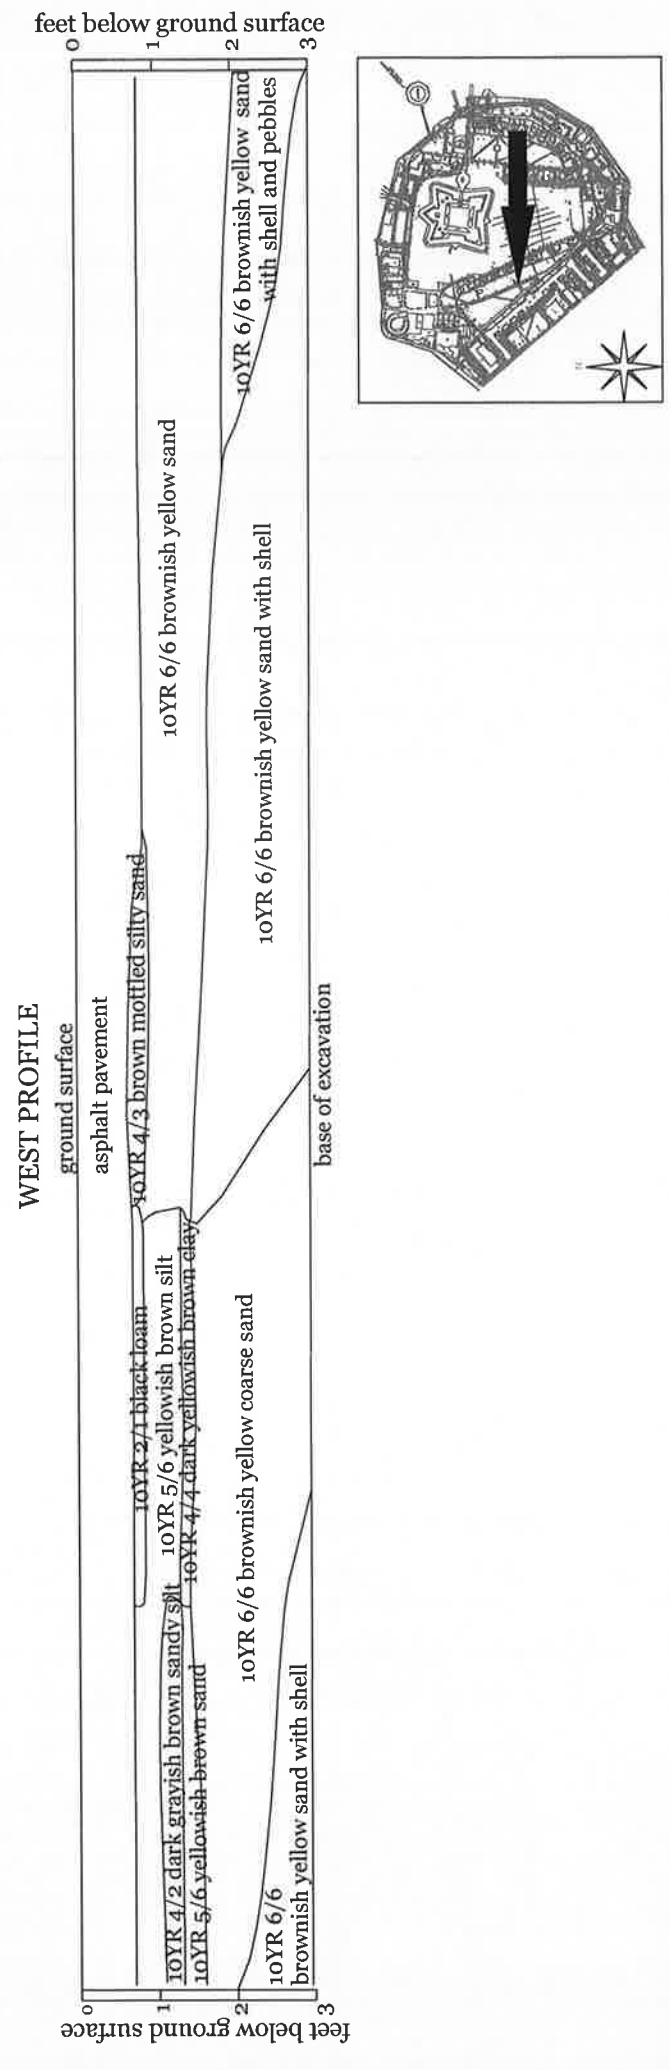 WEST PROFILE
feet below ground surface
0
1
2
3
ground surface
asphalt pavement
10YR 4/2 dark grayish brown sandy silt
10YR 5/6 yellowish brown sand
10YR 6/6
brownish yellow sand with shell
10YR 2/1 black loam
10YR 5/6 yellowish brown silt
10YR 4/4 dark yellowish brown clay
10YR 6/6 brownish yellow coarse sand
10YR 4/3 brown mottled silty sand
base of excavation
10YR 6/6 brownish yellow sand
10YR 6/6 brownish yellow sand with shell
10YR 6/6 brownish yellow sand
with shell and pebbles
feet below ground surface
0
1
2
3